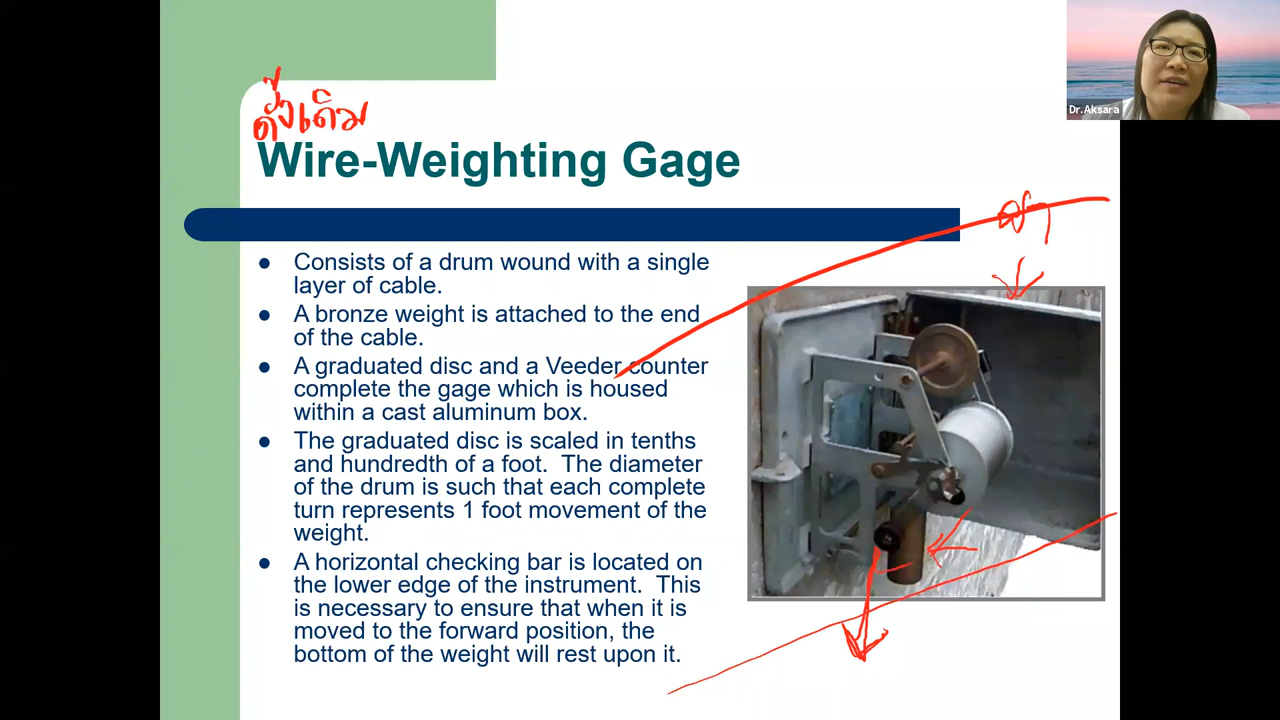 Dr.Aksara
ดั้งเดิม
Wire-Weighting Gage
Consists of a drum wound with a single
layer of cable.
A bronze weight is attached to the end
of the cable.
A graduated disc and a Veeder counter
complete the gage which is housed
within a cast aluminum box.
The graduated disc is scaled in tenths
and hundredth of a foot. The diameter
of the drum is such that each complete
turn represents 1 foot movement of the
weight.
A horizontal checking bar is located on
the lower edge of the instrument. This
is necessary to ensure that when it is
moved to the forward position, the
bottom of the weight will rest upon it.